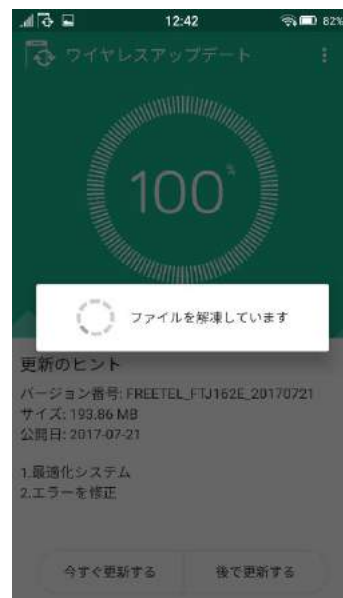 12:42
82%
ワイヤレスアップデート
100%
ファイルを解凍しています
更新のヒント
バージョン番号: FREETEL_FTJ162E_20170721
サイズ: 193.86 MB
公開日: 2017-07-21
1.最適化システム
2.エラーを修正
今すぐ更新する
後で更新する